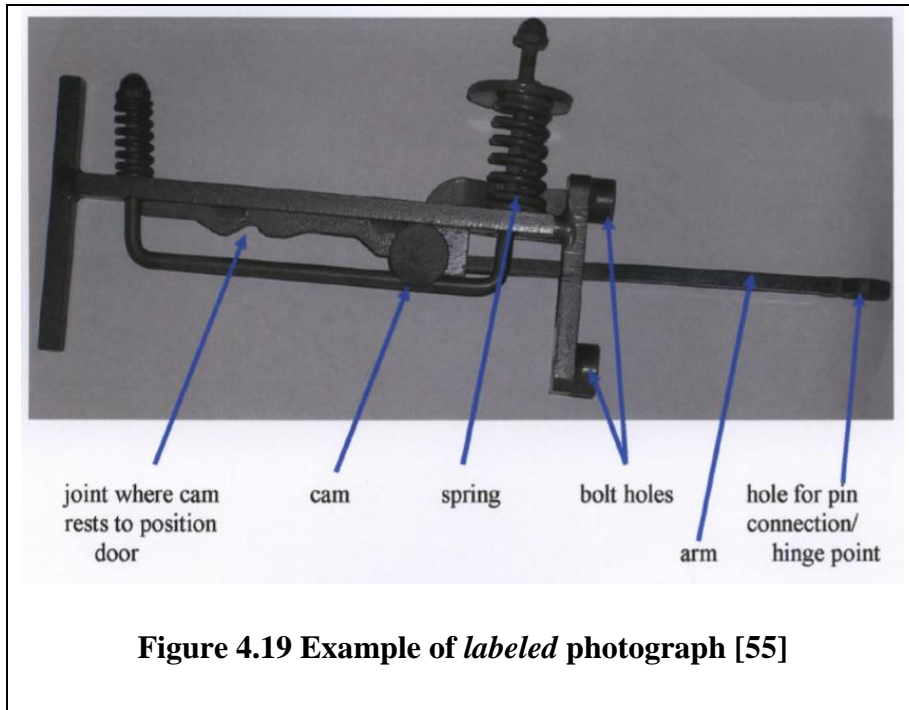 joint where cam
rests to position
door
cam
spring
bolt holes
arm
hole for pin
connection/
hinge point
Figure 4.19 Example of labeled photograph [55]